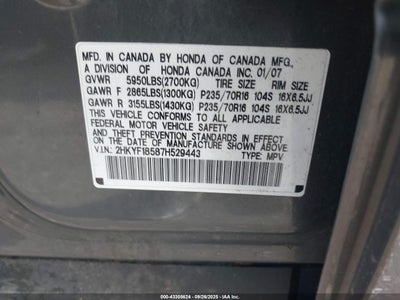 MFD. IN CANADA BY HONDA OF CANADA MFG.,
A DIVISION OF HONDA CANADA INC. 01/07
GVWR 5950LBS(2700KG) TIRE SIZE RIM SIZE
GAWR F 2865LBS(1300KG) P235/70R16 104S 16X6.5JJ
GAWR R 3155LBS(1430KG) P235/70R16 104S 16X6.5JJ
THIS VEHICLE CONFORMS TO ALL APPLICABLE
FEDERAL MOTOR VEHICLE SAFETY AND
THEFT PREVENTION STANDARDS IN EFFECT ON
THE DATE OF MANUFACTURE SHOWN ABOVE.
V.I.N.: 2HKYF18587H529443 TYPE: MPV
© 000-43308624 | 09/26/2025 | IAA, LLC